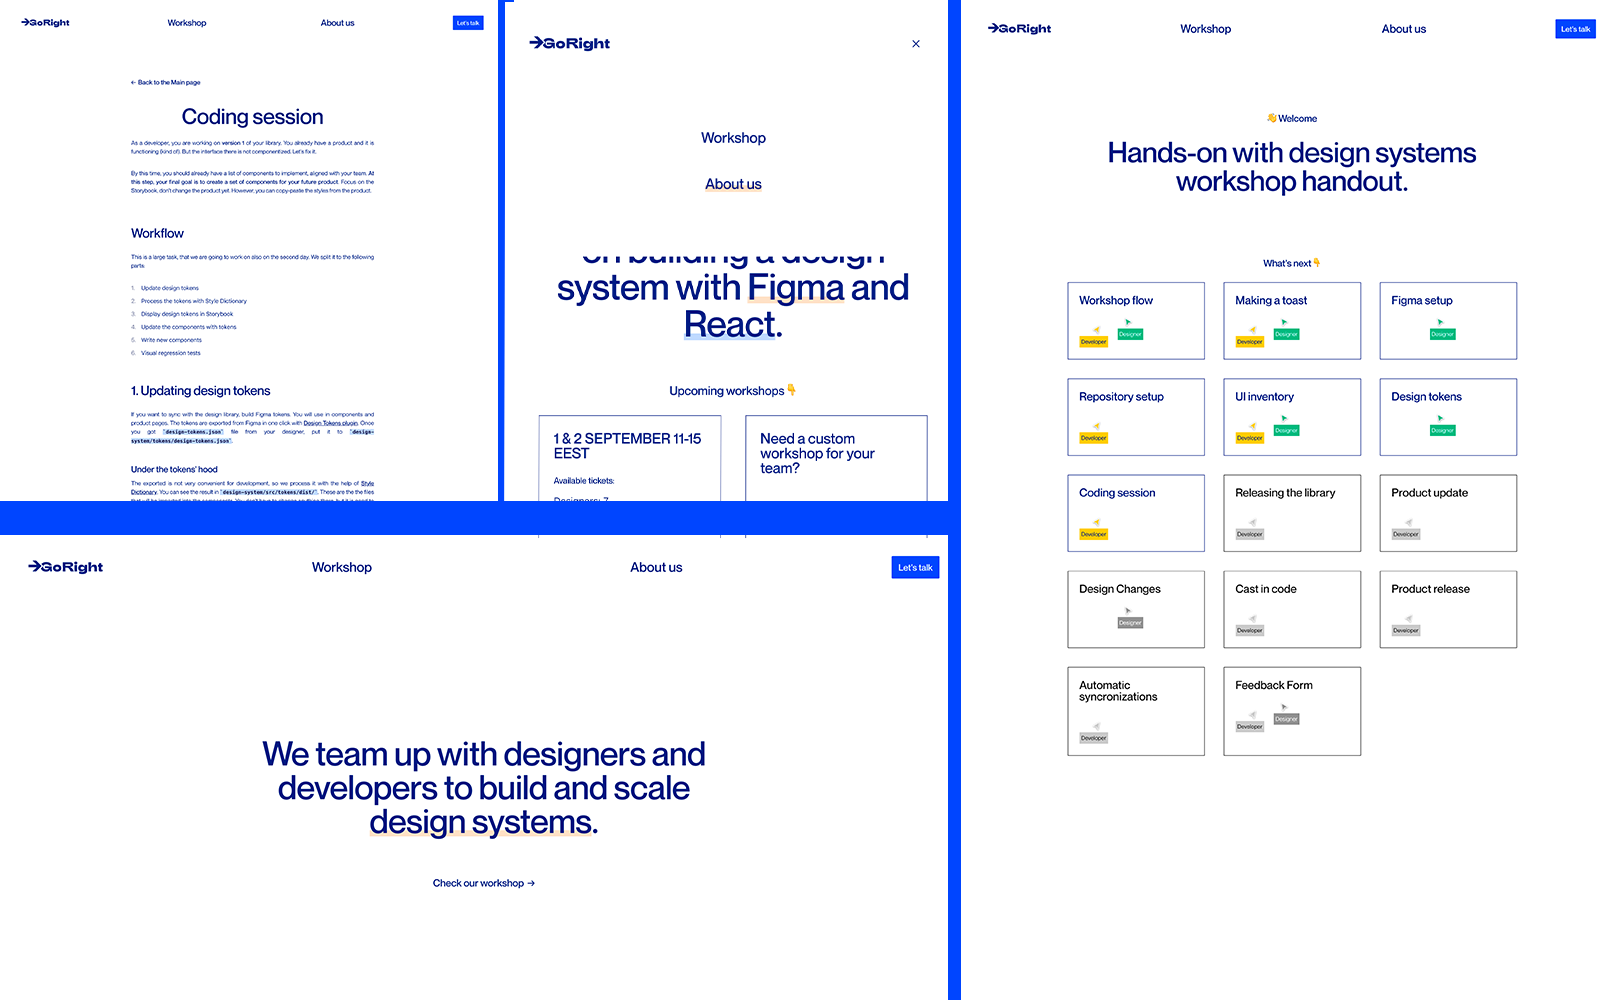 GoRight
Workshop
About us
Let's talk
← Back to the Main page
Coding session
As a developer, you are working on version 1 of your library. You already have a product and it is
functioning (kind of). But the interface there is not componentized. Let's fix it.
By this time, you should already have a list of components to implement, aligned with your team. At
this step, your final goal is to create a set of components for your future product. Focus on the
Storybook, don't change the product yet. However, you can copy-paste the styles from the product.
Workflow
This is a large task, that we are going to work on also on the second day. We split it to the following
parts:
1. Update design tokens
2. Process the tokens with Style Dictionary
3. Display design tokens in Storybook
4. Update the components with tokens
5. Write new components
6. Visual regression tests
1. Updating design tokens
If you want to sync with the design library, build Figma tokens. You will use in components and
product pages. The tokens are exported from Figma in one click with Design Tokens plugin. Once
you got `design-tokens.json` file from your designer, put it to `design-
system/tokens/design-tokens.json`.
Under the tokens' hood
The exported is not very convenient for development, so we process it with the help of Style
Dictionary. You can see the result in `design-system/src/tokens/dist/`. These are the the files
GoRight
×
Workshop
About us
on building a design
system with Figma and
React.
Upcoming workshops👇
1 & 2 SEPTEMBER 11-15
EEST
Available tickets:
Designers: 7
Need a custom
workshop for your
team?
GoRight
Workshop
About us
Let's talk
We team up with designers and
developers to build and scale
design systems.
Check our workshop →
GoRight
Workshop
About us
Let's talk
👋Welcome
Hands-on with design systems
workshop handout.
What's next👇
Workshop flow
Developer
Designer
Making a toast
Developer
Designer
Figma setup
Designer
Repository setup
Developer
UI inventory
Developer
Designer
Design tokens
Designer
Coding session
Developer
Releasing the library
Developer
Product update
Developer
Design Changes
Designer
Cast in code
Developer
Product release
Developer
Automatic
syncronizations
Developer
Feedback Form
Developer
Designer